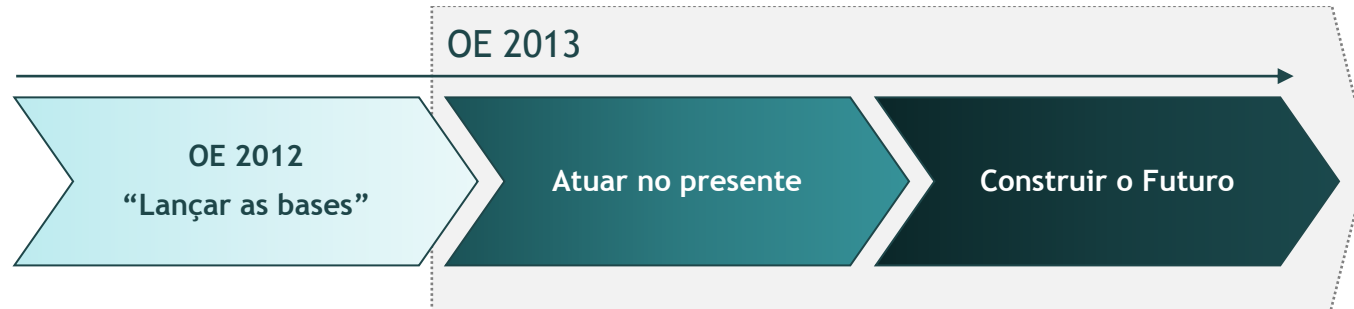 OE 2013
OE 2012
“Lançar as bases”
Atuar no presente
Construir o Futuro